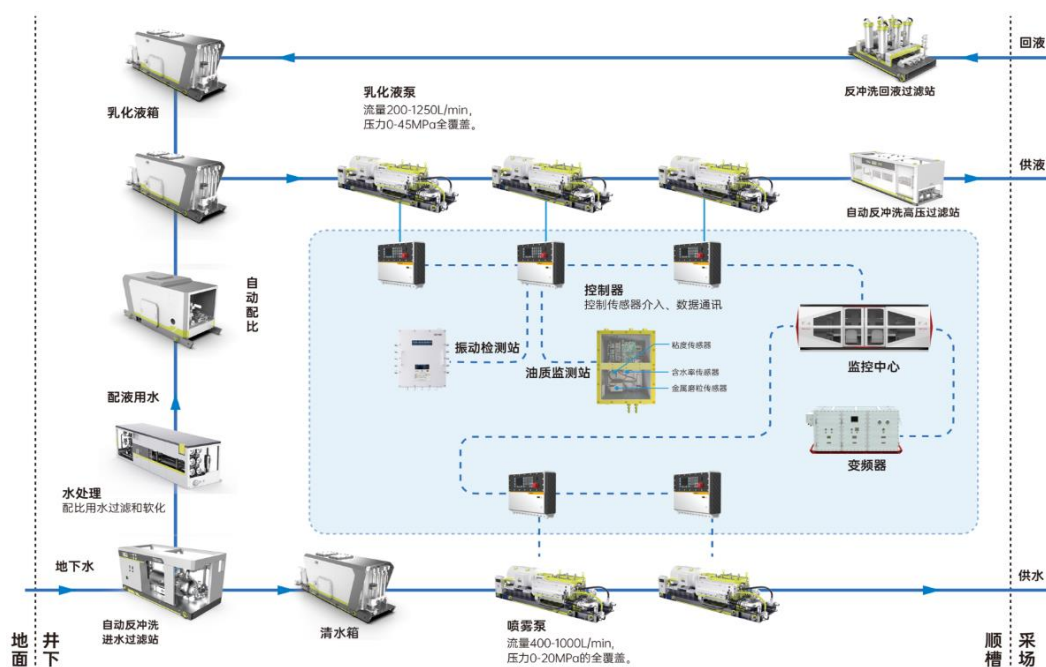 回液
反冲洗回液过滤站
乳化液箱
乳化液泵
流量200-1250L/min,
压力0-45MPa全覆盖。
供液
自动反冲洗高压过滤站
自动配比
控制器
控制传感器介入、数据通讯
振动检测站
油质监测站
粘度传感器
含水率传感器
金属磨粒传感器
监控中心
变频器
配液用水
水处理
配比用水过滤和软化
地下水
自动反冲洗
进水过滤站
清水箱
喷雾泵
流量400-1000L/min,
压力0-20MPa的全覆盖。
供水
地面
井下
顺槽
采场